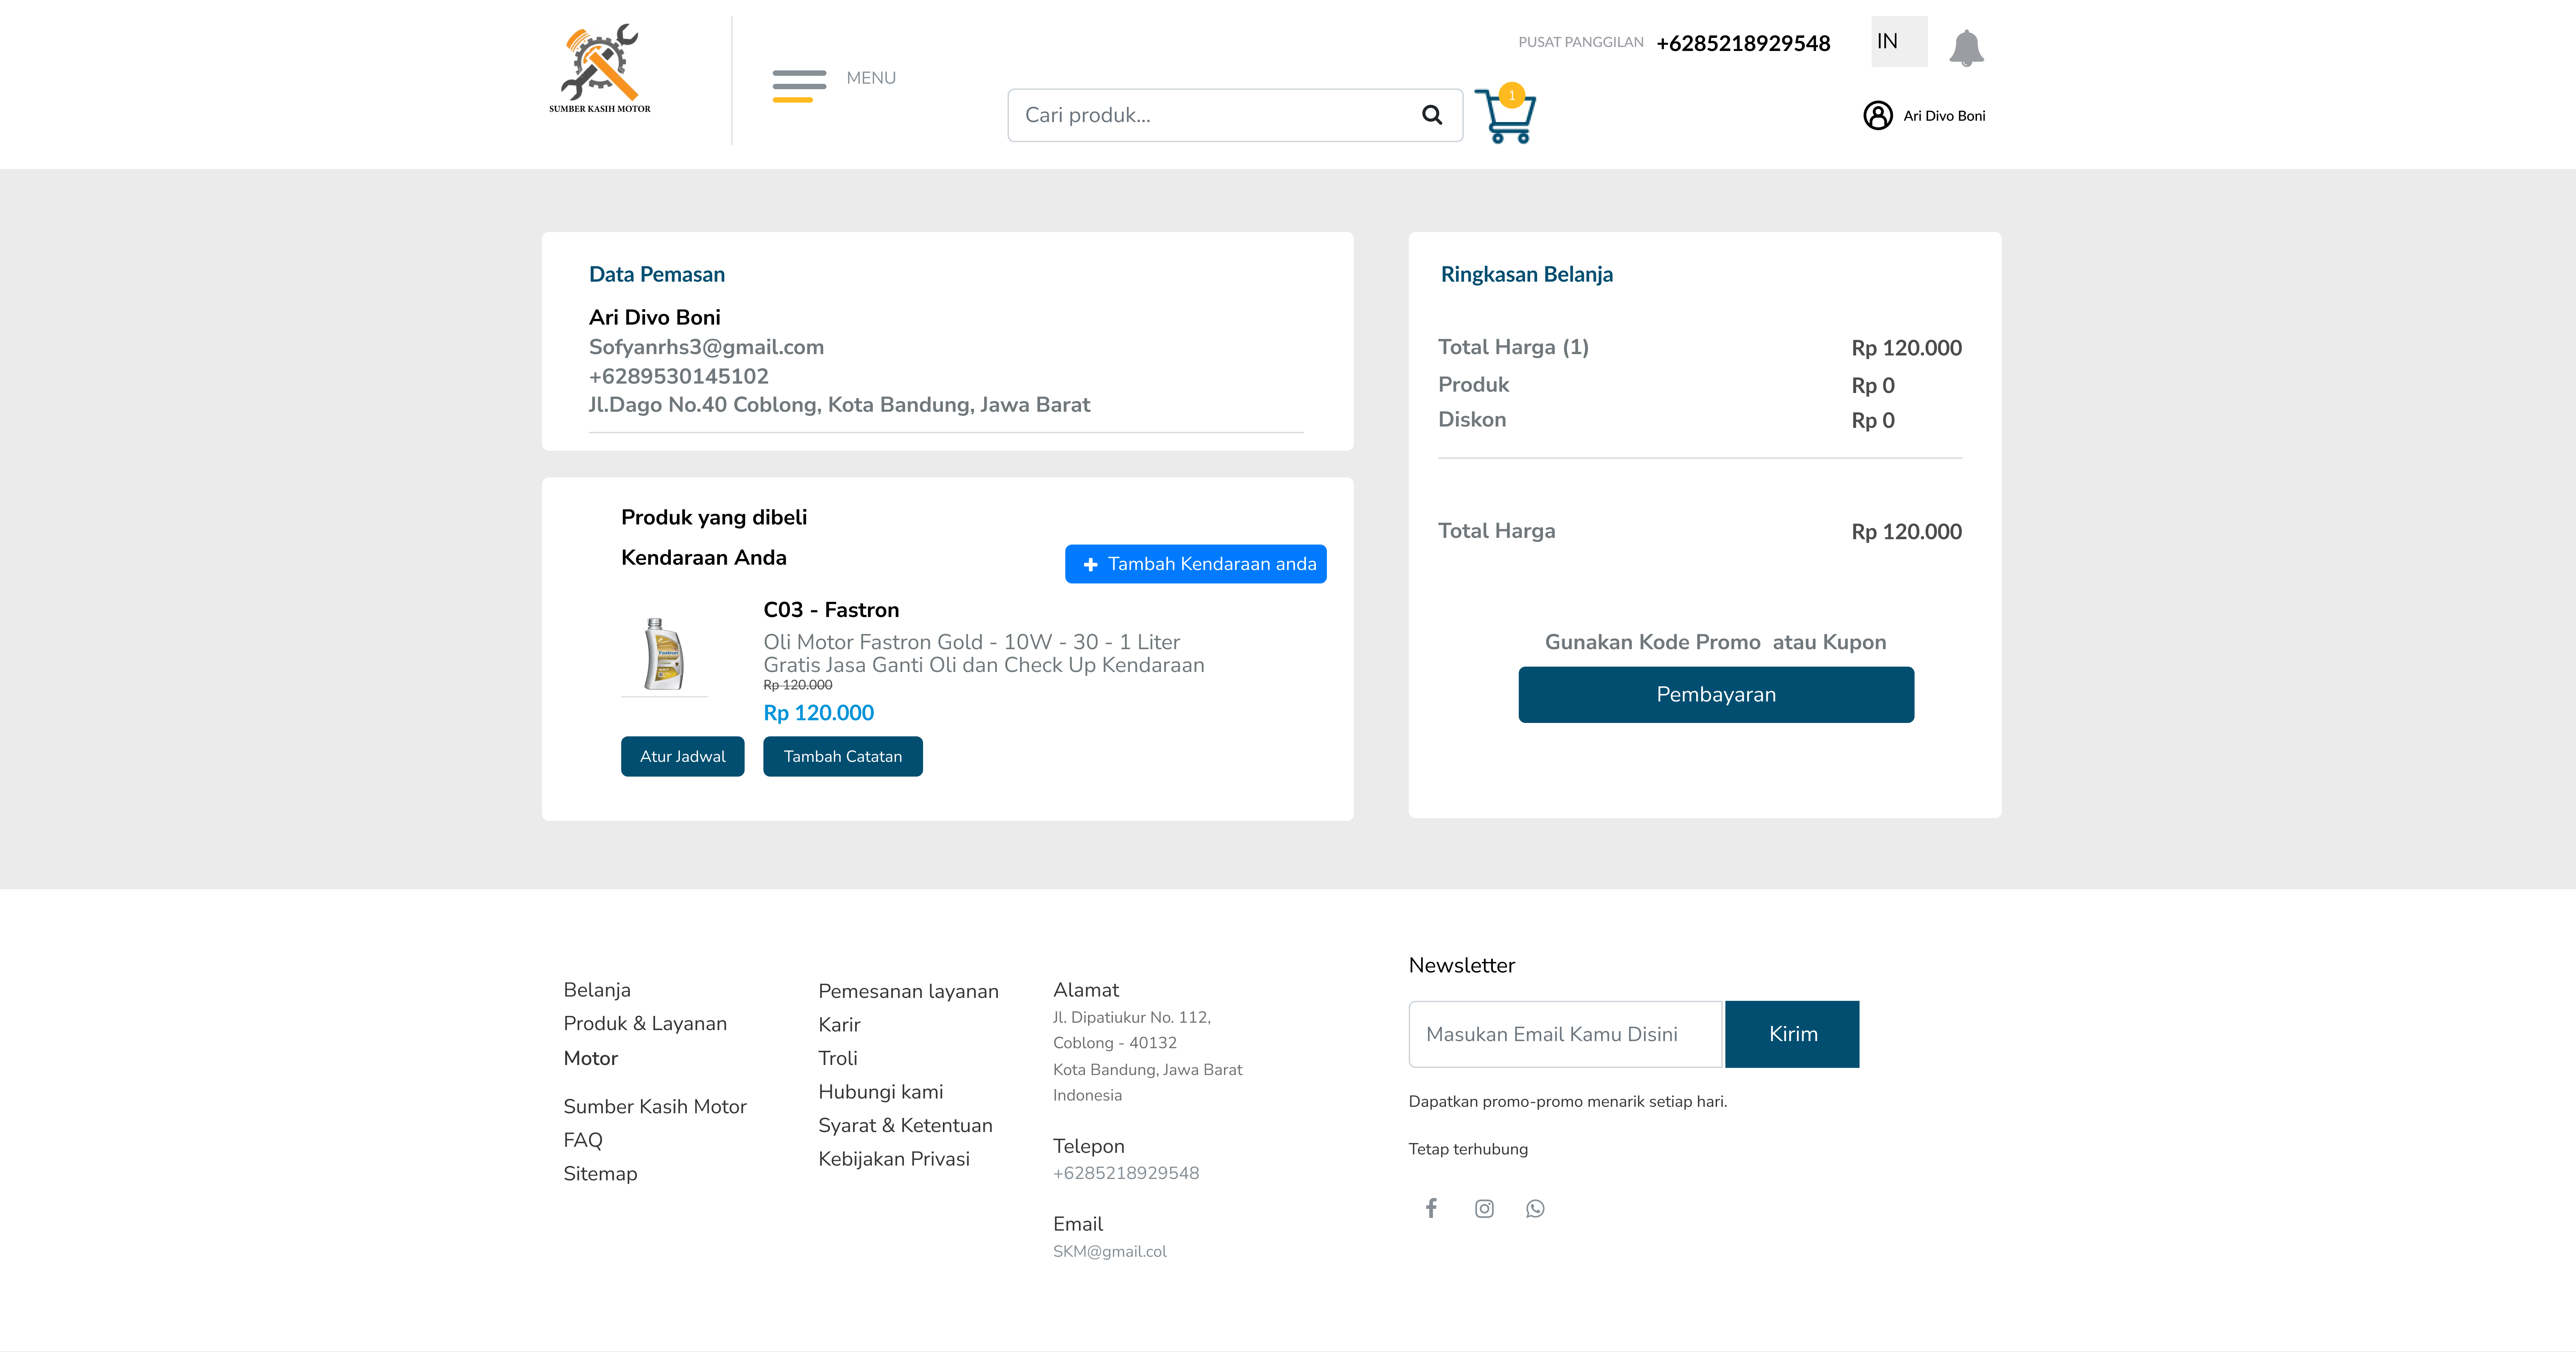 SUMBER KASIH MOTOR
MENU
PUSAT PANGGILAN +6285218929548
IN
Cari produk...
1
Ari Divo Boni
Data Pemasan
Ari Divo Boni
Sofyanrhs3@gmail.com
+6289530145102
Jl.Dago No.40 Coblong, Kota Bandung, Jawa Barat
Produk yang dibeli
Kendaraan Anda
Tambah Kendaraan anda
Fastron
C03 - Fastron
Oli Motor Fastron Gold - 10W - 30 - 1 Liter
Gratis Jasa Ganti Oli dan Check Up Kendaraan
Rp 120.000
Rp 120.000
Atur Jadwal
Tambah Catatan
Ringkasan Belanja
Total Harga (1) Rp 120.000
Produk Rp 0
Diskon Rp 0
Total Harga Rp 120.000
Gunakan Kode Promo  atau Kupon
Pembayaran
Belanja
Produk & Layanan
Motor
Sumber Kasih Motor
FAQ
Sitemap
Pemesanan layanan
Karir
Troli
Hubungi kami
Syarat & Ketentuan
Kebijakan Privasi
Alamat
Jl. Dipatiukur No. 112,
Coblong - 40132
Kota Bandung, Jawa Barat
Indonesia
Telepon
+6285218929548
Email
SKM@gmail.col
Newsletter
Masukan Email Kamu Disini
Kirim
Dapatkan promo-promo menarik setiap hari.
Tetap terhubung